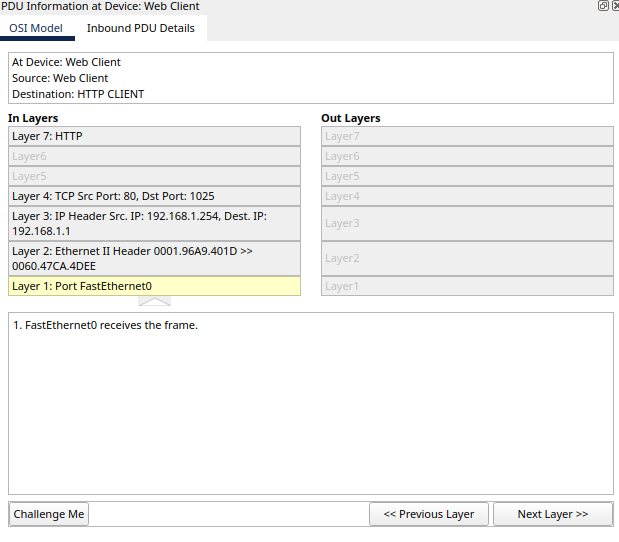 PDU Information at Device: Web Client
OSI Model
Inbound PDU Details
At Device: Web Client
Source: Web Client
Destination: HTTP CLIENT
In Layers
Layer 7: HTTP
Layer6
Layer5
Layer 4: TCP Src Port: 80, Dst Port: 1025
Layer 3: IP Header Src. IP: 192.168.1.254, Dest. IP:
192.168.1.1
Layer 2: Ethernet II Header 0001.96A9.401D >>
0060.47CA.4DEE
Layer 1: Port FastEthernet0
Out Layers
Layer7
Layer6
Layer5
Layer4
Layer3
Layer2
Layer1
1. FastEthernet0 receives the frame.
Challenge Me
<< Previous Layer
Next Layer >>